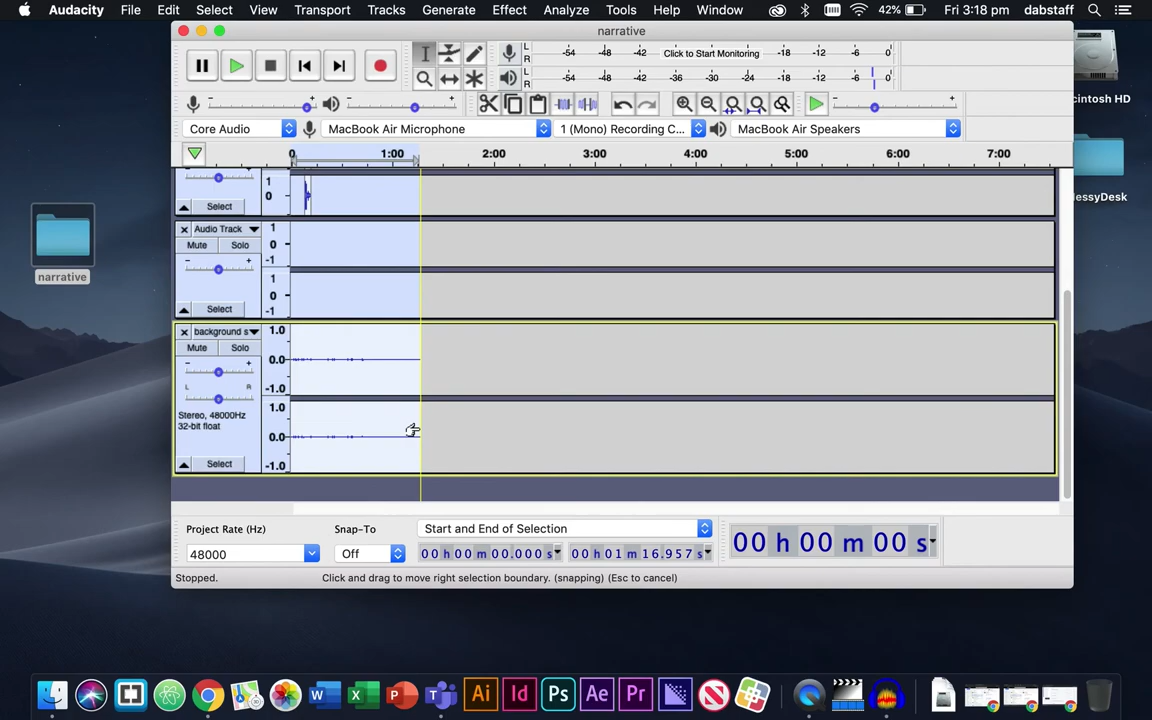 Audacity File Edit Select View Transport Tracks Generate Effect Analyze Tools Help Window 42% Fri 3:18 pm dabstaff
narrative
L R -54 -48 -42 Click to Start Monitoring -18 -12 -6 0
L R -54 -48 -42 -36 -30 -24 -18 -12 -6 0
- + - + - +
Core Audio MacBook Air Microphone 1 (Mono) Recording C... MacBook Air Speakers
0 1:00 2:00 3:00 4:00 5:00 6:00 7:00
1
0
Select
Audio Track 1
Mute Solo 0
- + -1
1
0
Select -1
background s 1.0
Mute Solo 0.0
- + -1.0
L R
Stereo, 48000Hz 1.0
32-bit float 0.0
Select -1.0
Project Rate (Hz) Snap-To Start and End of Selection
48000 Off 00 h 00 m 00.000 s 00 h 01 m 16.957 s 00 h 00 m 00 s
Stopped. Click and drag to move right selection boundary. (snapping) (Esc to cancel)
narrative
cintosh HD
lessyDesk
W X P Ai Id Ps Ae Pr